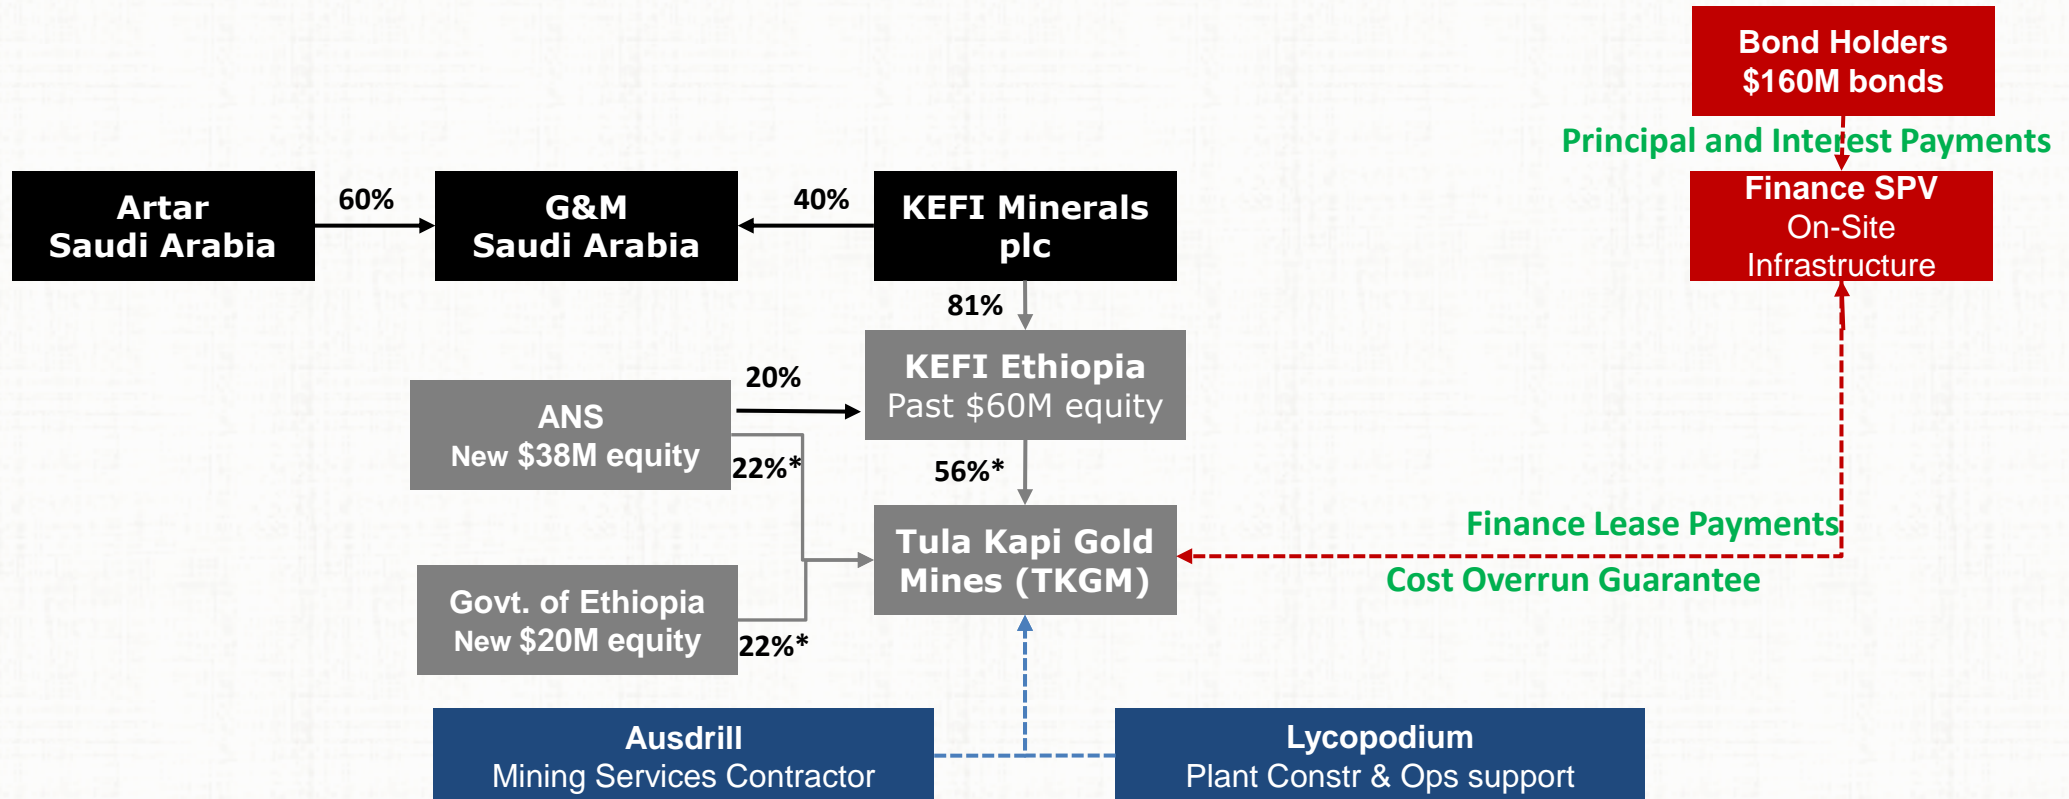 Bond Holders
$160M bonds
Principal and Interest Payments
Artar
Saudi Arabia
60%
G&M
Saudi Arabia
40%
KEFI Minerals
plc
Finance SPV
On-Site
Infrastructure
81%
KEFI Ethiopia
Past $60M equity
20%
ANS
New $38M equity
22%*
56%*
Tula Kapi Gold
Mines (TKGM)
Finance Lease Payments
Cost Overrun Guarantee
Govt. of Ethiopia
New $20M equity
22%*
Ausdrill
Mining Services Contractor
Lycopodium
Plant Constr & Ops support